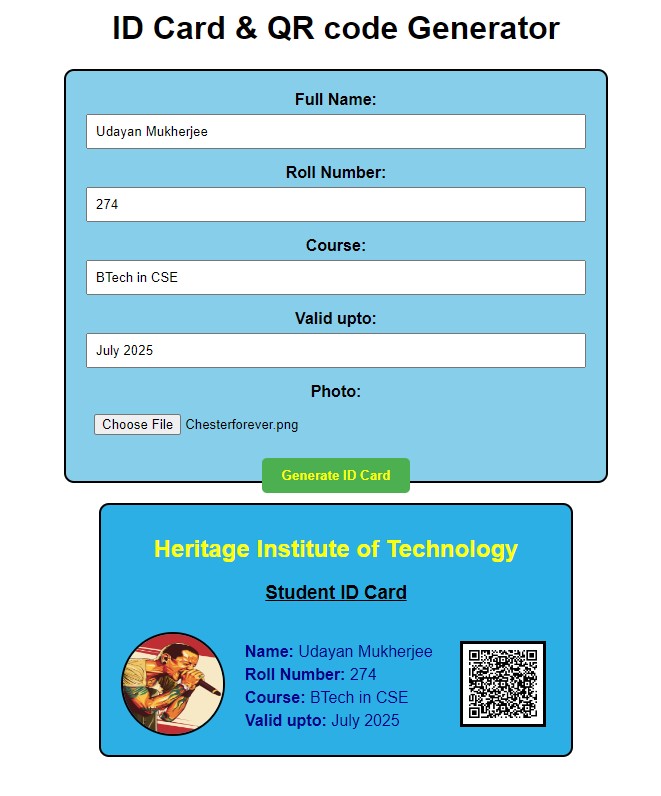 ID Card & QR code Generator
Full Name:
Udayan Mukherjee
Roll Number:
274
Course:
BTech in CSE
Valid upto:
July 2025
Photo:
Choose File Chesterforever.png
Generate ID Card
Heritage Institute of Technology
Student ID Card
Name: Udayan Mukherjee
Roll Number: 274
Course: BTech in CSE
Valid upto: July 2025